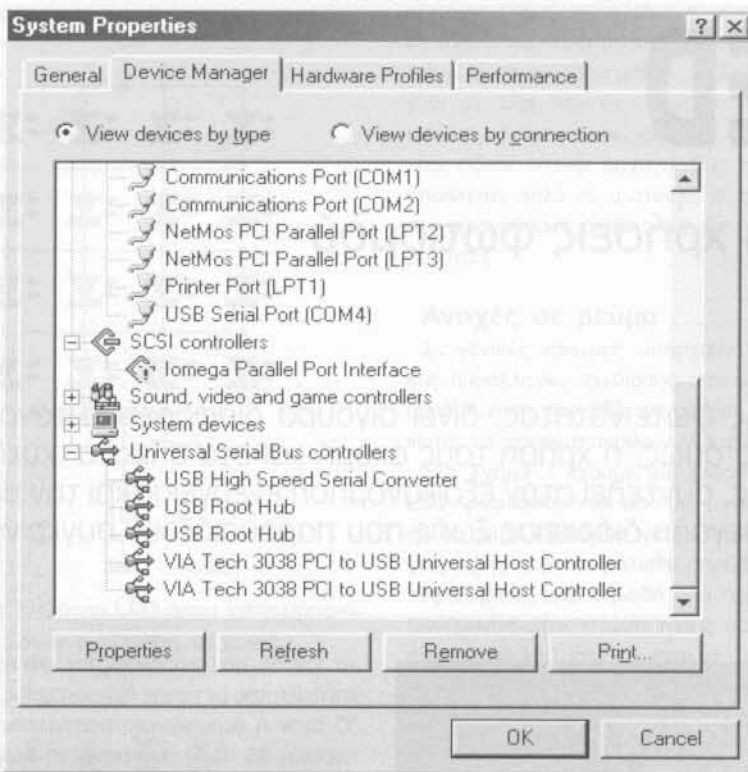 System Properties
General Device Manager Hardware Profiles Performance
View devices by type View devices by connection
Communications Port (COM1)
Communications Port (COM2)
NetMos PCI Parallel Port (LPT2)
NetMos PCI Parallel Port (LPT3)
Printer Port (LPT1)
USB Serial Port (COM4)
SCSI controllers
Iomega Parallel Port Interface
Sound, video and game controllers
System devices
Universal Serial Bus controllers
USB High Speed Serial Converter
USB Root Hub
USB Root Hub
VIA Tech 3038 PCI to USB Universal Host Controller
VIA Tech 3038 PCI to USB Universal Host Controller
Properties Refresh Remove Print...
OK Cancel